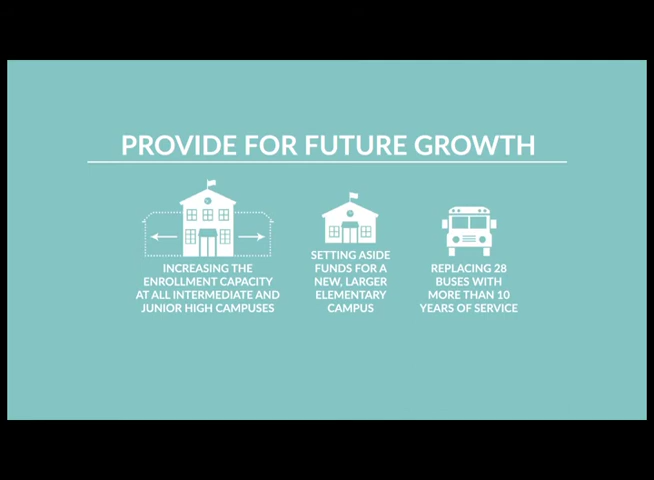 PROVIDE FOR FUTURE GROWTH
INCREASING THE
ENROLLMENT CAPACITY
AT ALL INTERMEDIATE AND
JUNIOR HIGH CAMPUSES
SETTING ASIDE
FUNDS FOR A
NEW, LARGER
ELEMENTARY
CAMPUS
REPLACING 28
BUSES WITH
MORE THAN 10
YEARS OF SERVICE